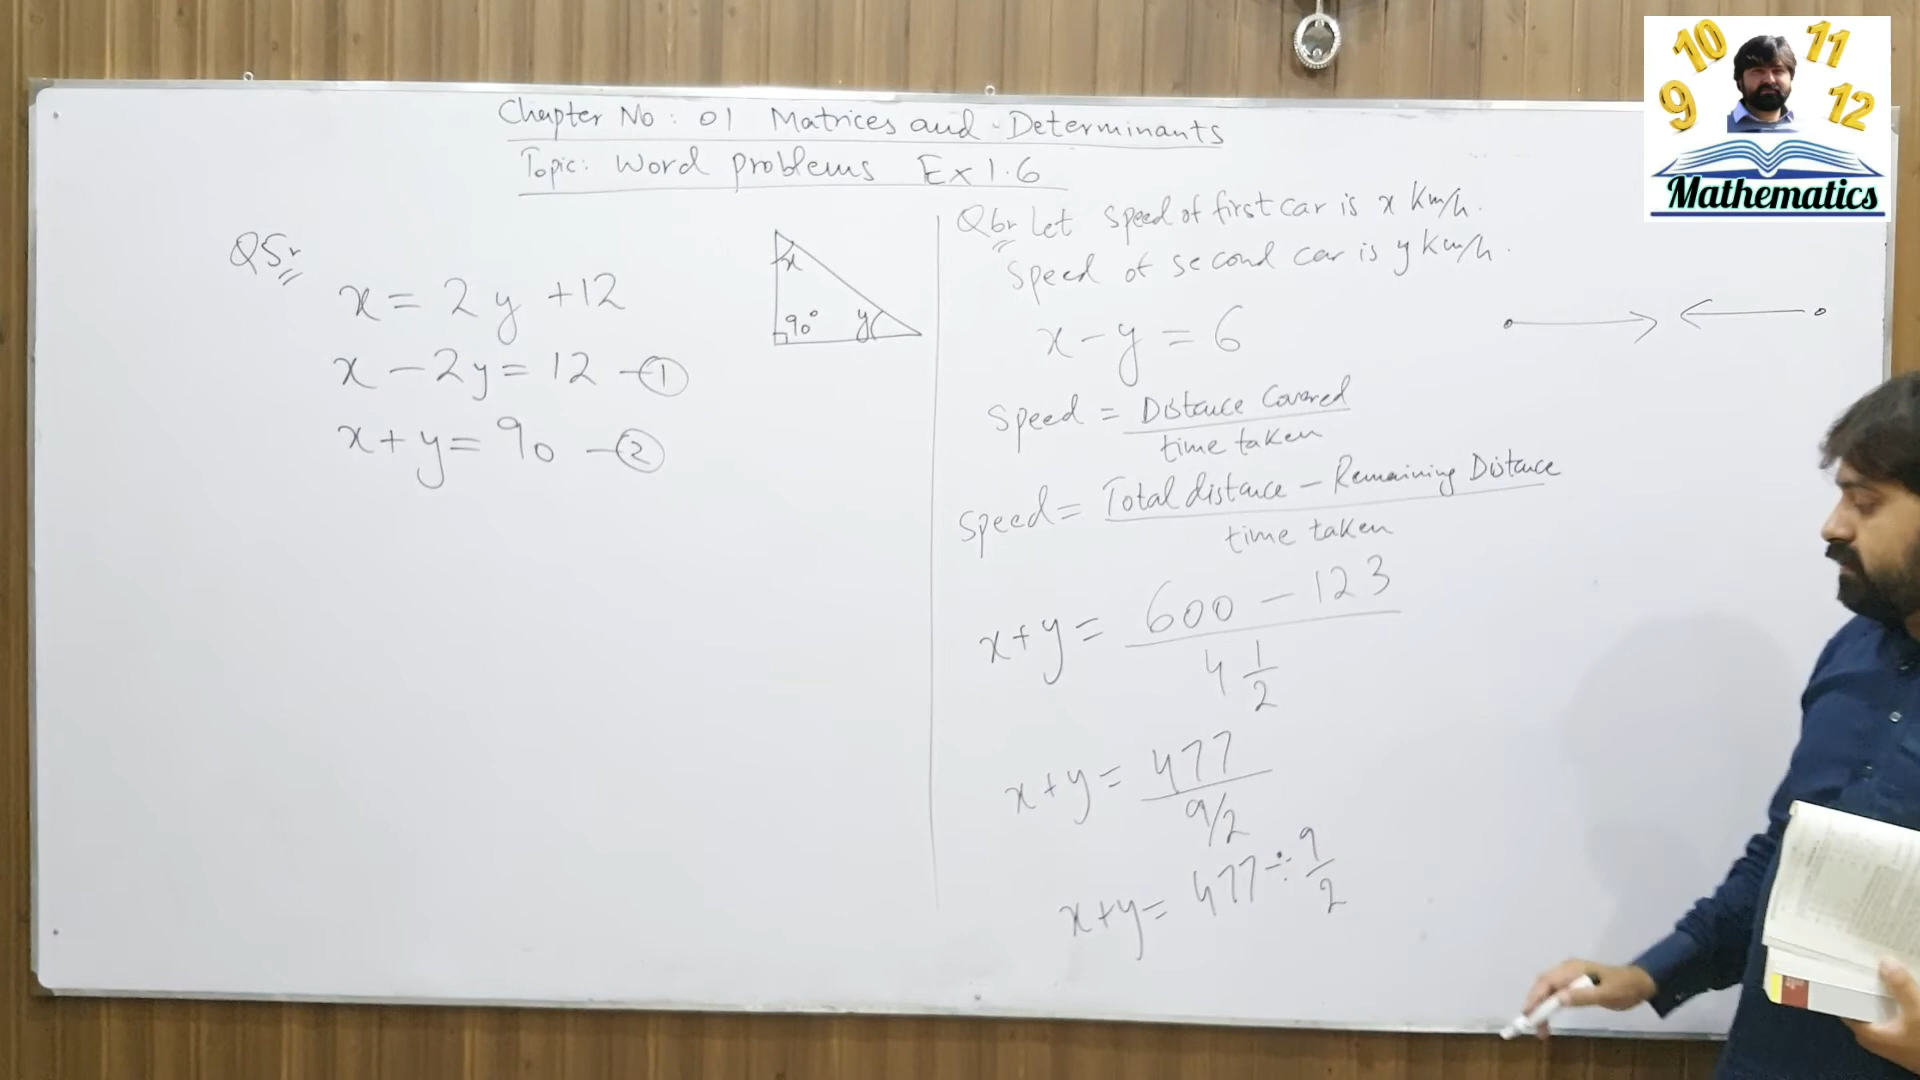 Chapter No: 01 Matrices and Determinants
Topic: Word problems Ex 1.6
Q5
x = 2y + 12
x - 2y = 12 - ①
x + y = 90 - ②
x
90°
y
Q6 Let speed of first car is x Km/h.
Speed of second car is y Km/h.
x - y = 6
Speed = Distance Covered / time taken
Speed = Total distance - Remaining Distance / time taken
x + y = 600 - 123 / 4 1/2
x + y = 477 / 9/2
x + y = 477 ÷ 9/2
9 10 11 12
Mathematics